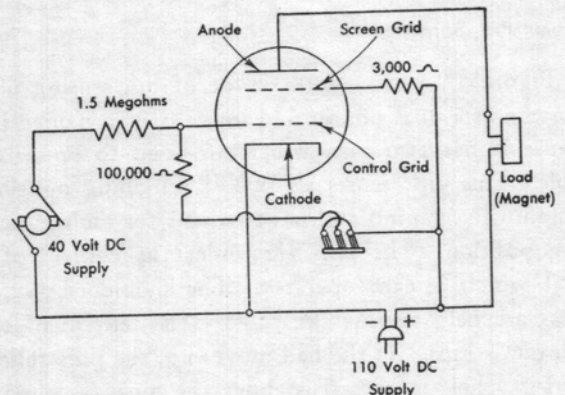 Anode
Screen Grid
3,000
1.5 Megohms
100,000
Control Grid
Cathode
Load
(Magnet)
40 Volt DC
Supply
− +
110 Volt DC
Supply